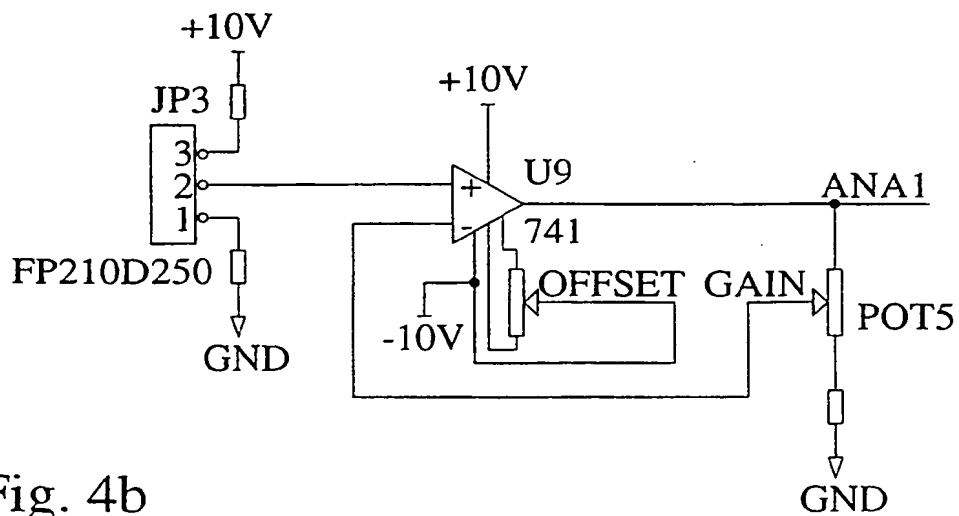 +10V
JP3
+10V
3
2
1
+
-
U9
741
ANA1
FP210D250
OFFSET
GAIN
POT5
-10V
GND
GND
Fig. 4b